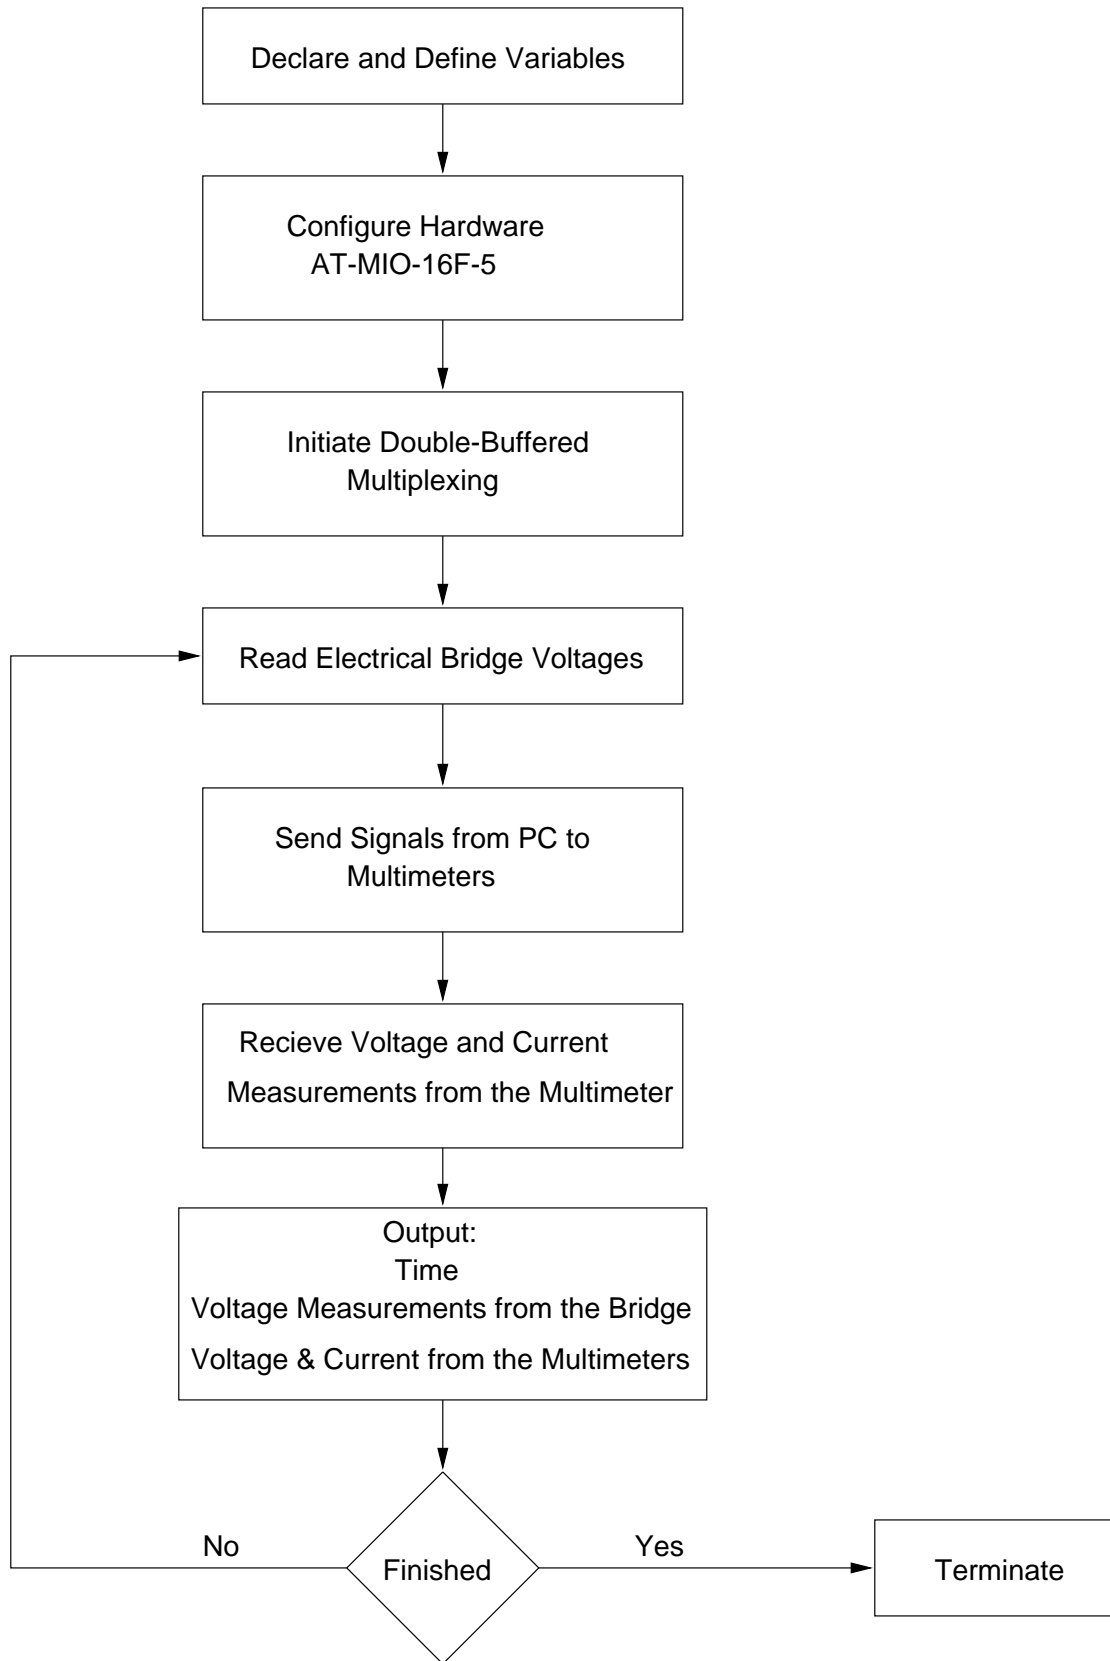 Declare and Define Variables
Configure Hardware
AT-MIO-16F-5
Initiate Double-Buffered
Multiplexing
Read Electrical Bridge Voltages
Send Signals from PC to
Multimeters
Recieve Voltage and Current
Measurements from the Multimeter
Output:
Time
Voltage Measurements from the Bridge
Voltage & Current from the Multimeters
No
Finished
Yes
Terminate